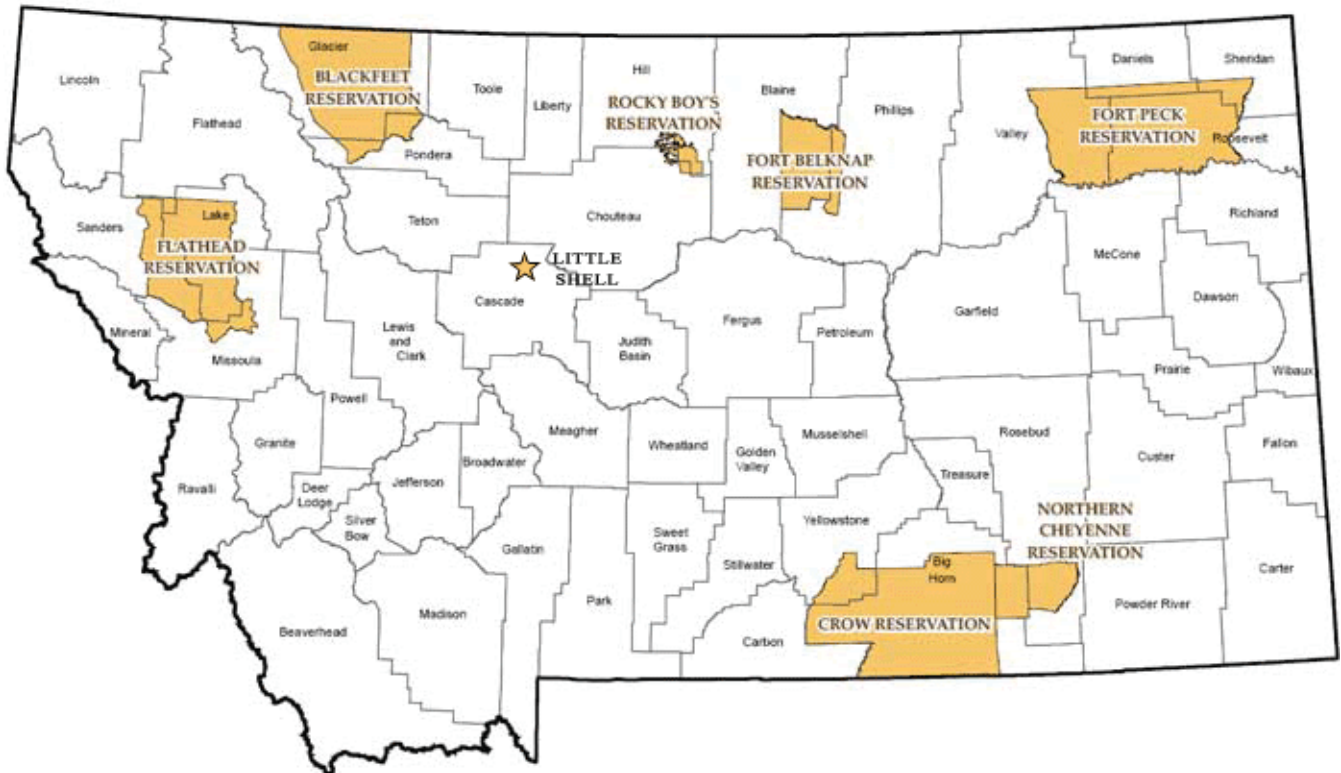 Glacier
BLACKFEET
RESERVATION
Lincoln
Flathead
Toole
Liberty
Hill
ROCKY BOY'S
RESERVATION
Blaine
Phillips
Daniels
Sheridan
Valley
FORT PECK
RESERVATION
Roosevelt
Pondera
FORT BELKNAP
RESERVATION
Sanders
Lake
FLATHEAD
RESERVATION
Teton
Chouteau
Richland
McCone
LITTLE
SHELL
Cascade
Mineral
Missoula
Lewis
and
Clark
Judith
Basin
Fergus
Petroleum
Garfield
Dawson
Prairie
Wibaux
Powell
Granite
Ravalli
Deer
Lodge
Silver
Bow
Jefferson
Broadwater
Meagher
Wheatland
Golden
Valley
Musselshell
Treasure
Rosebud
Custer
Fallon
NORTHERN
CHEYENNE
RESERVATION
Gallatin
Sweet
Grass
Stillwater
Yellowstone
Big
Horn
Carter
Powder River
Beaverhead
Madison
Park
Carbon
CROW RESERVATION